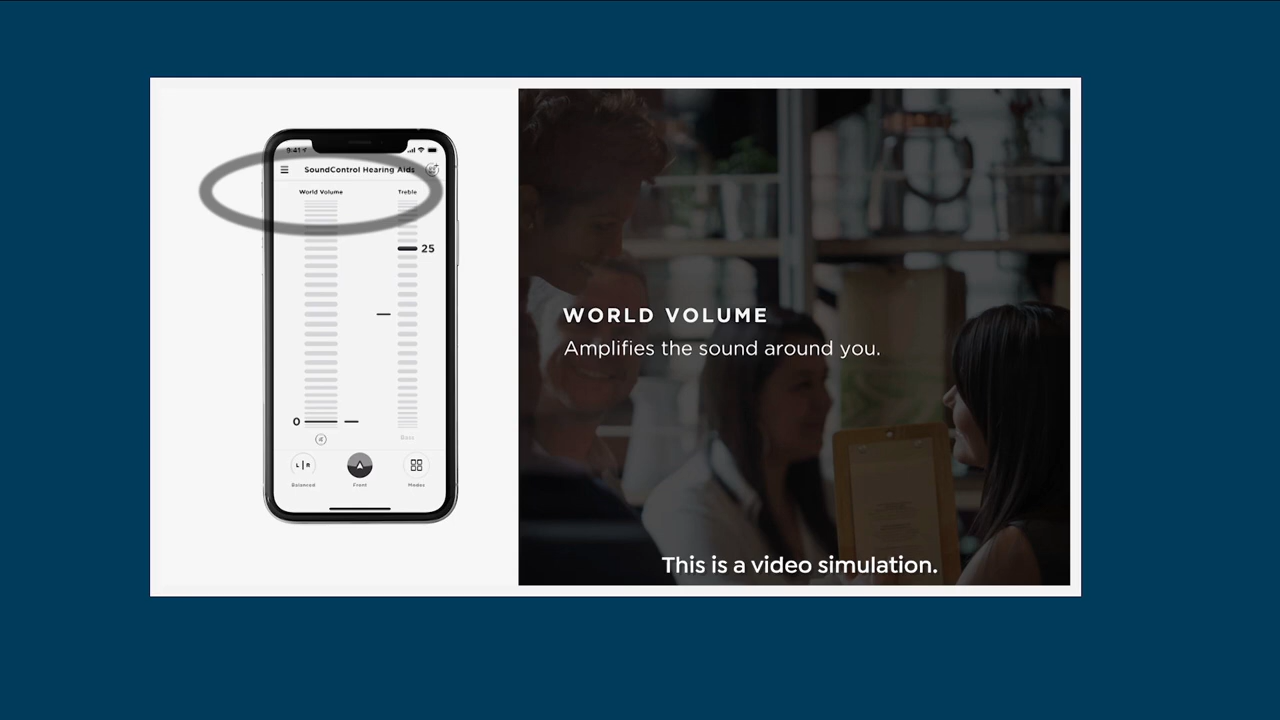 9:41
SoundControl Hearing Aids
World Volume
Treble
25
0
Bass
L | R
Balanced
Front
Modes
WORLD VOLUME
Amplifies the sound around you.
This is a video simulation.